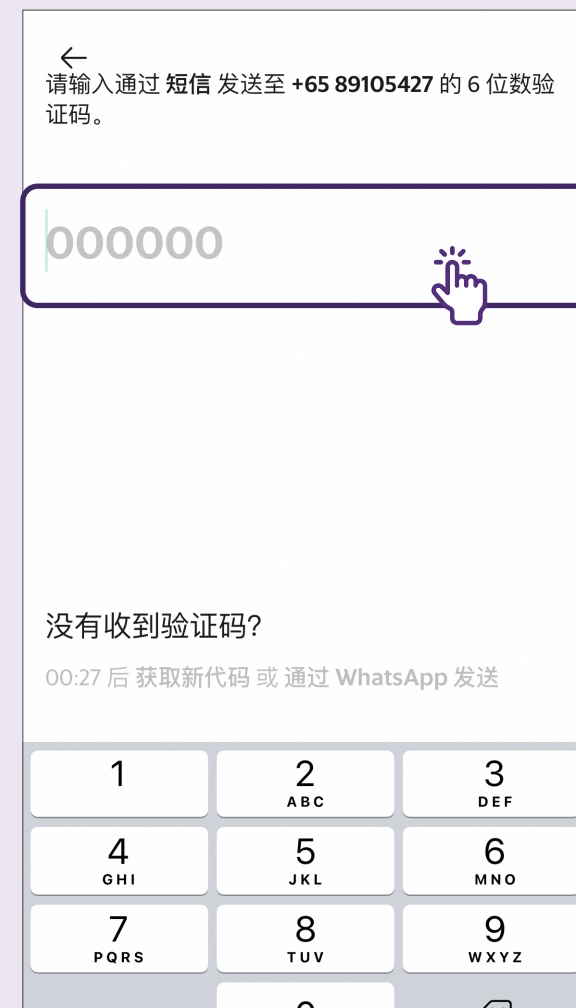 请输入通过 短信 发送至 +65 89105427 的 6 位数验
证码。
000000
没有收到验证码?
00:27 后 获取新代码 或 通过 WhatsApp 发送
1
2
ABC
3
DEF
4
GHI
5
JKL
6
MNO
7
PQRS
8
TUV
9
WXYZ